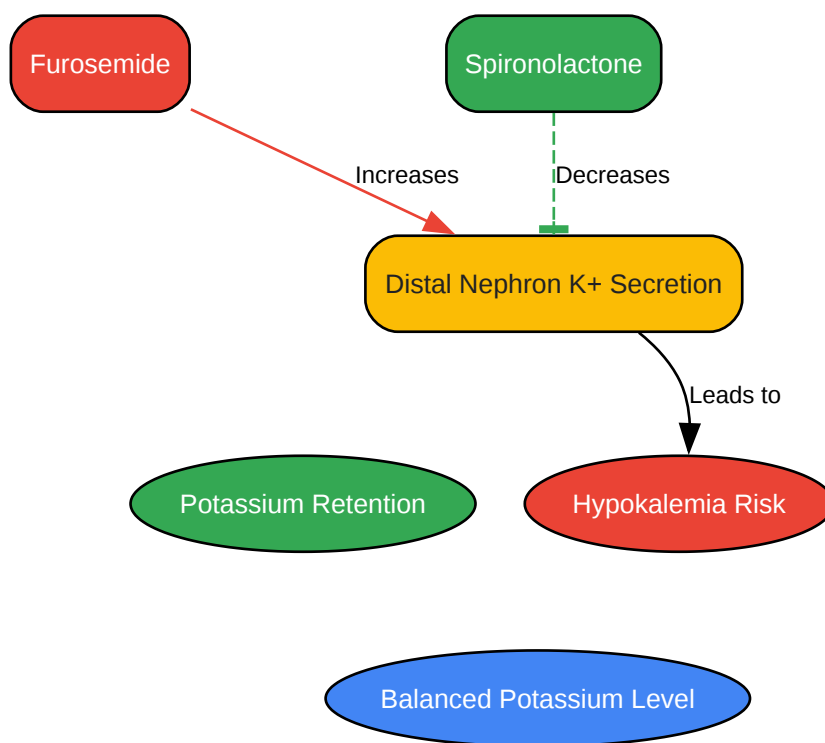 Furosemide
Spironolactone
Increases
Decreases
Distal Nephron K+ Secretion
Leads to
Potassium Retention
Hypokalemia Risk
Balanced Potassium Level